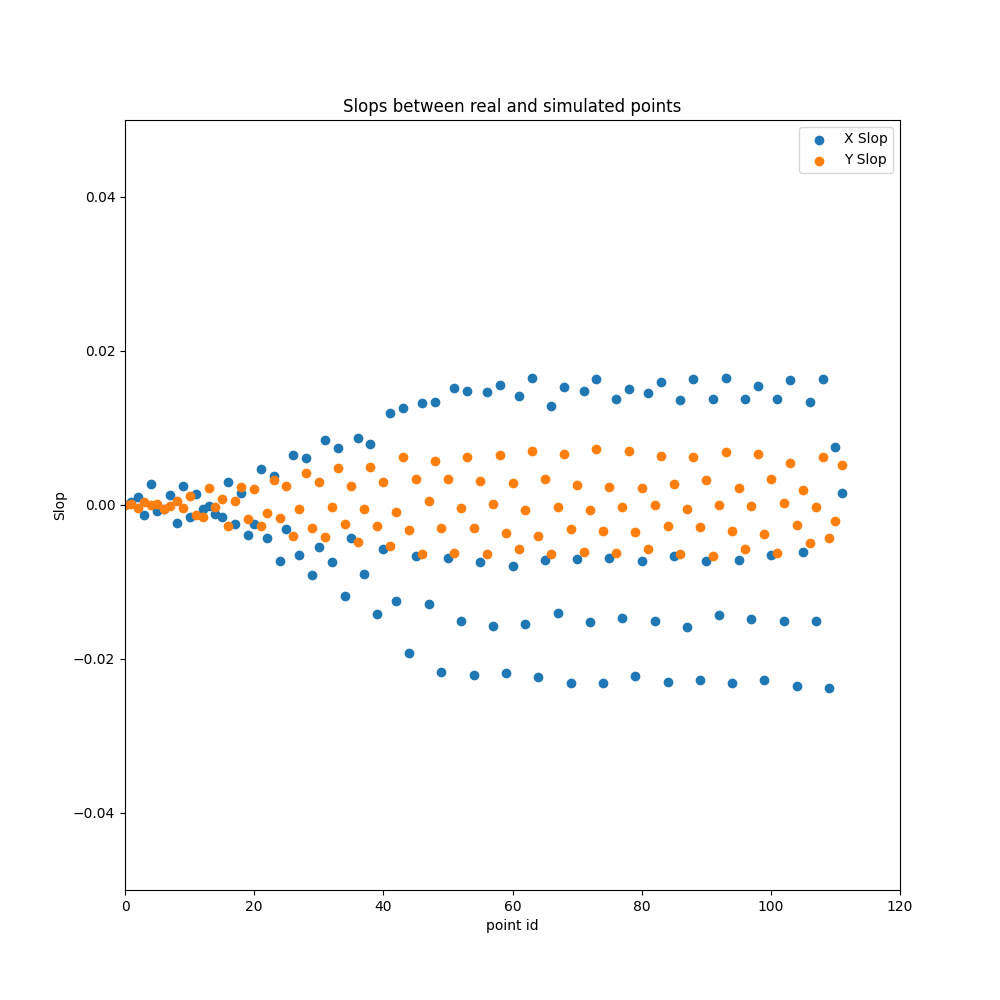 Slops between real and simulated points
X Slop
Y Slop
0.04
0.02
0.00
−0.02
−0.04
Slop
0 20 40 60 80 100 120
point id